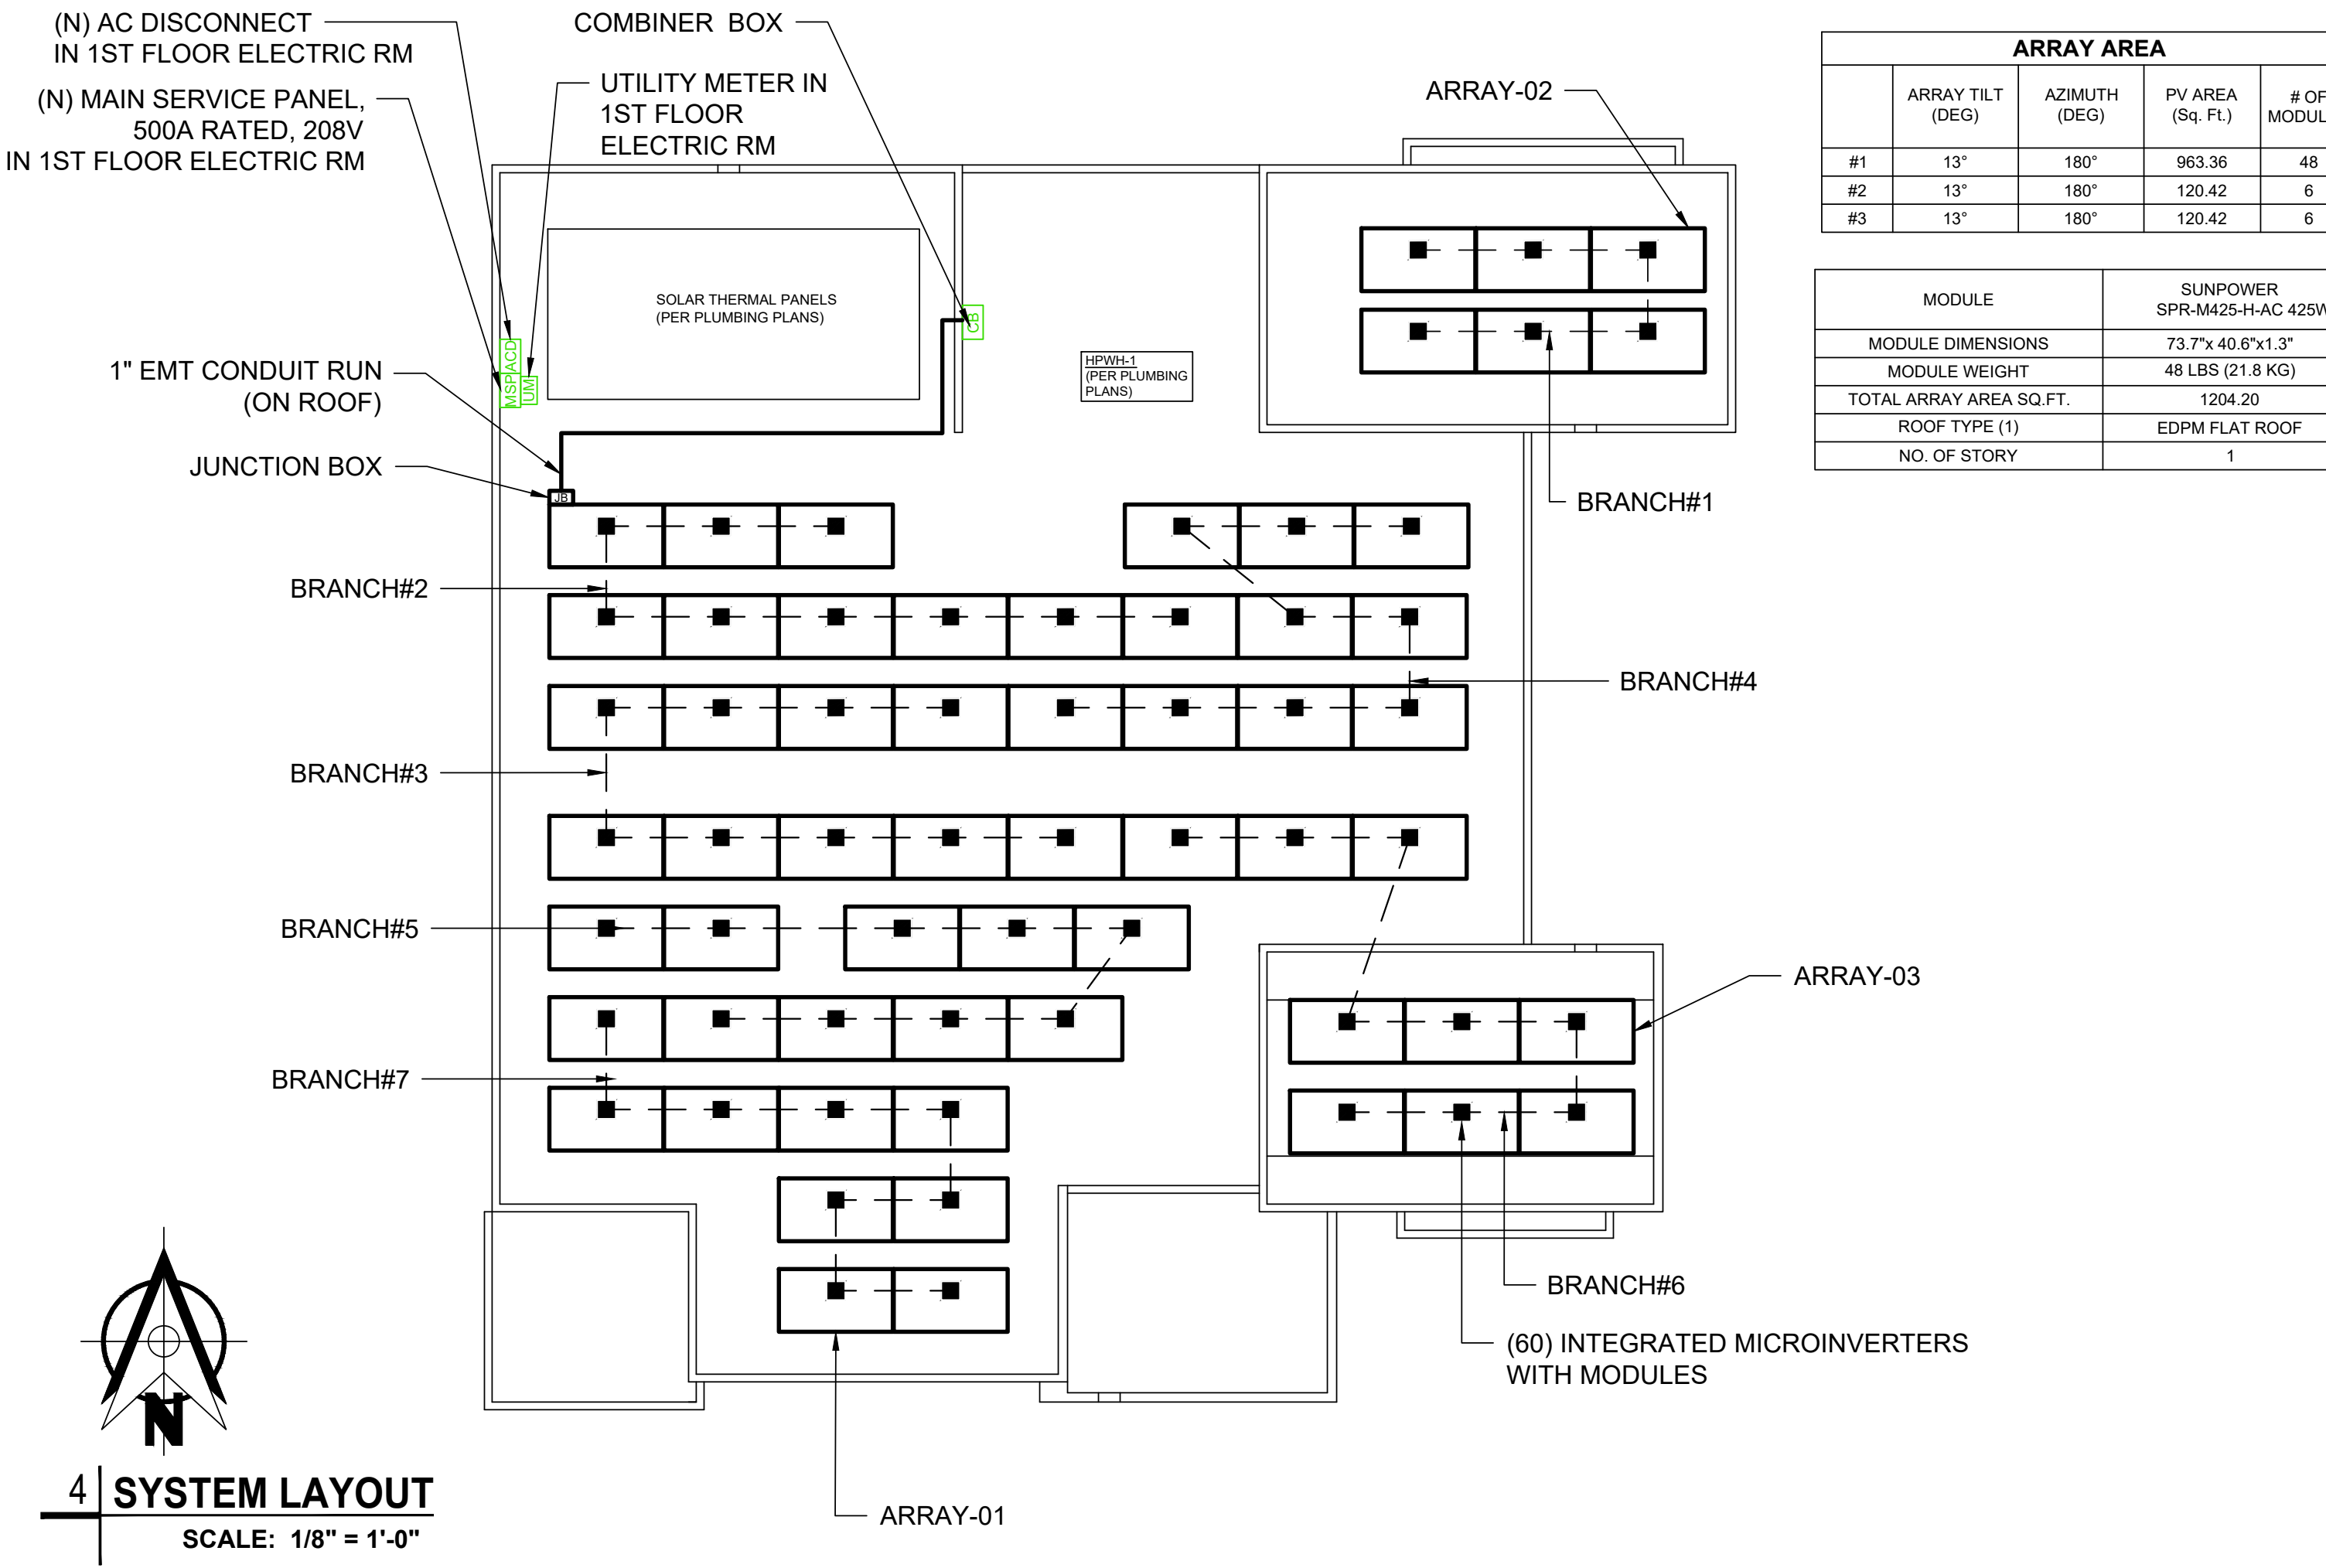 (N) AC DISCONNECT
IN 1ST FLOOR ELECTRIC RM
(N) MAIN SERVICE PANEL,
500A RATED, 208V
IN 1ST FLOOR ELECTRIC RM
COMBINER BOX
UTILITY METER IN
1ST FLOOR
ELECTRIC RM
ARRAY-02
SOLAR THERMAL PANELS
(PER PLUMBING PLANS)
CB
ACD
MSP
UM
HPWH-1
(PER PLUMBING
PLANS)
1" EMT CONDUIT RUN
(ON ROOF)
JUNCTION BOX
JB
BRANCH#1
BRANCH#2
BRANCH#4
BRANCH#3
BRANCH#5
ARRAY-03
BRANCH#7
BRANCH#6
(60) INTEGRATED MICROINVERTERS
WITH MODULES
ARRAY-01
N
4 SYSTEM LAYOUT
SCALE: 1/8" = 1'-0"
ARRAY AREA
ARRAY TILT (DEG) AZIMUTH (DEG) PV AREA (Sq. Ft.) # OF MODUL
#1 13° 180° 963.36 48
#2 13° 180° 120.42 6
#3 13° 180° 120.42 6
MODULE SUNPOWER
SPR-M425-H-AC 425W
MODULE DIMENSIONS 73.7"x 40.6"x1.3"
MODULE WEIGHT 48 LBS (21.8 KG)
TOTAL ARRAY AREA SQ.FT. 1204.20
ROOF TYPE (1) EDPM FLAT ROOF
NO. OF STORY 1